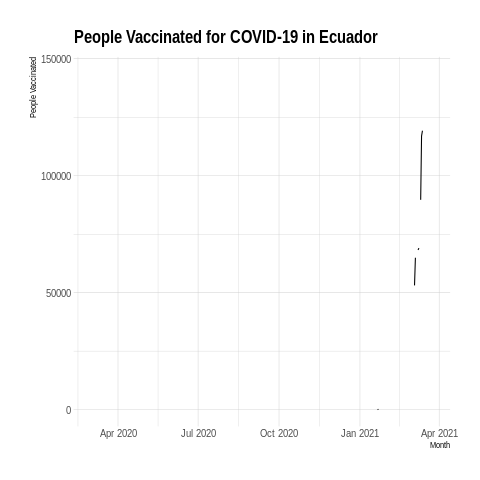 People Vaccinated for COVID-19 in Ecuador
People Vaccinated
150000
100000
50000
0
Apr 2020 Jul 2020 Oct 2020 Jan 2021 Apr 2021
Month